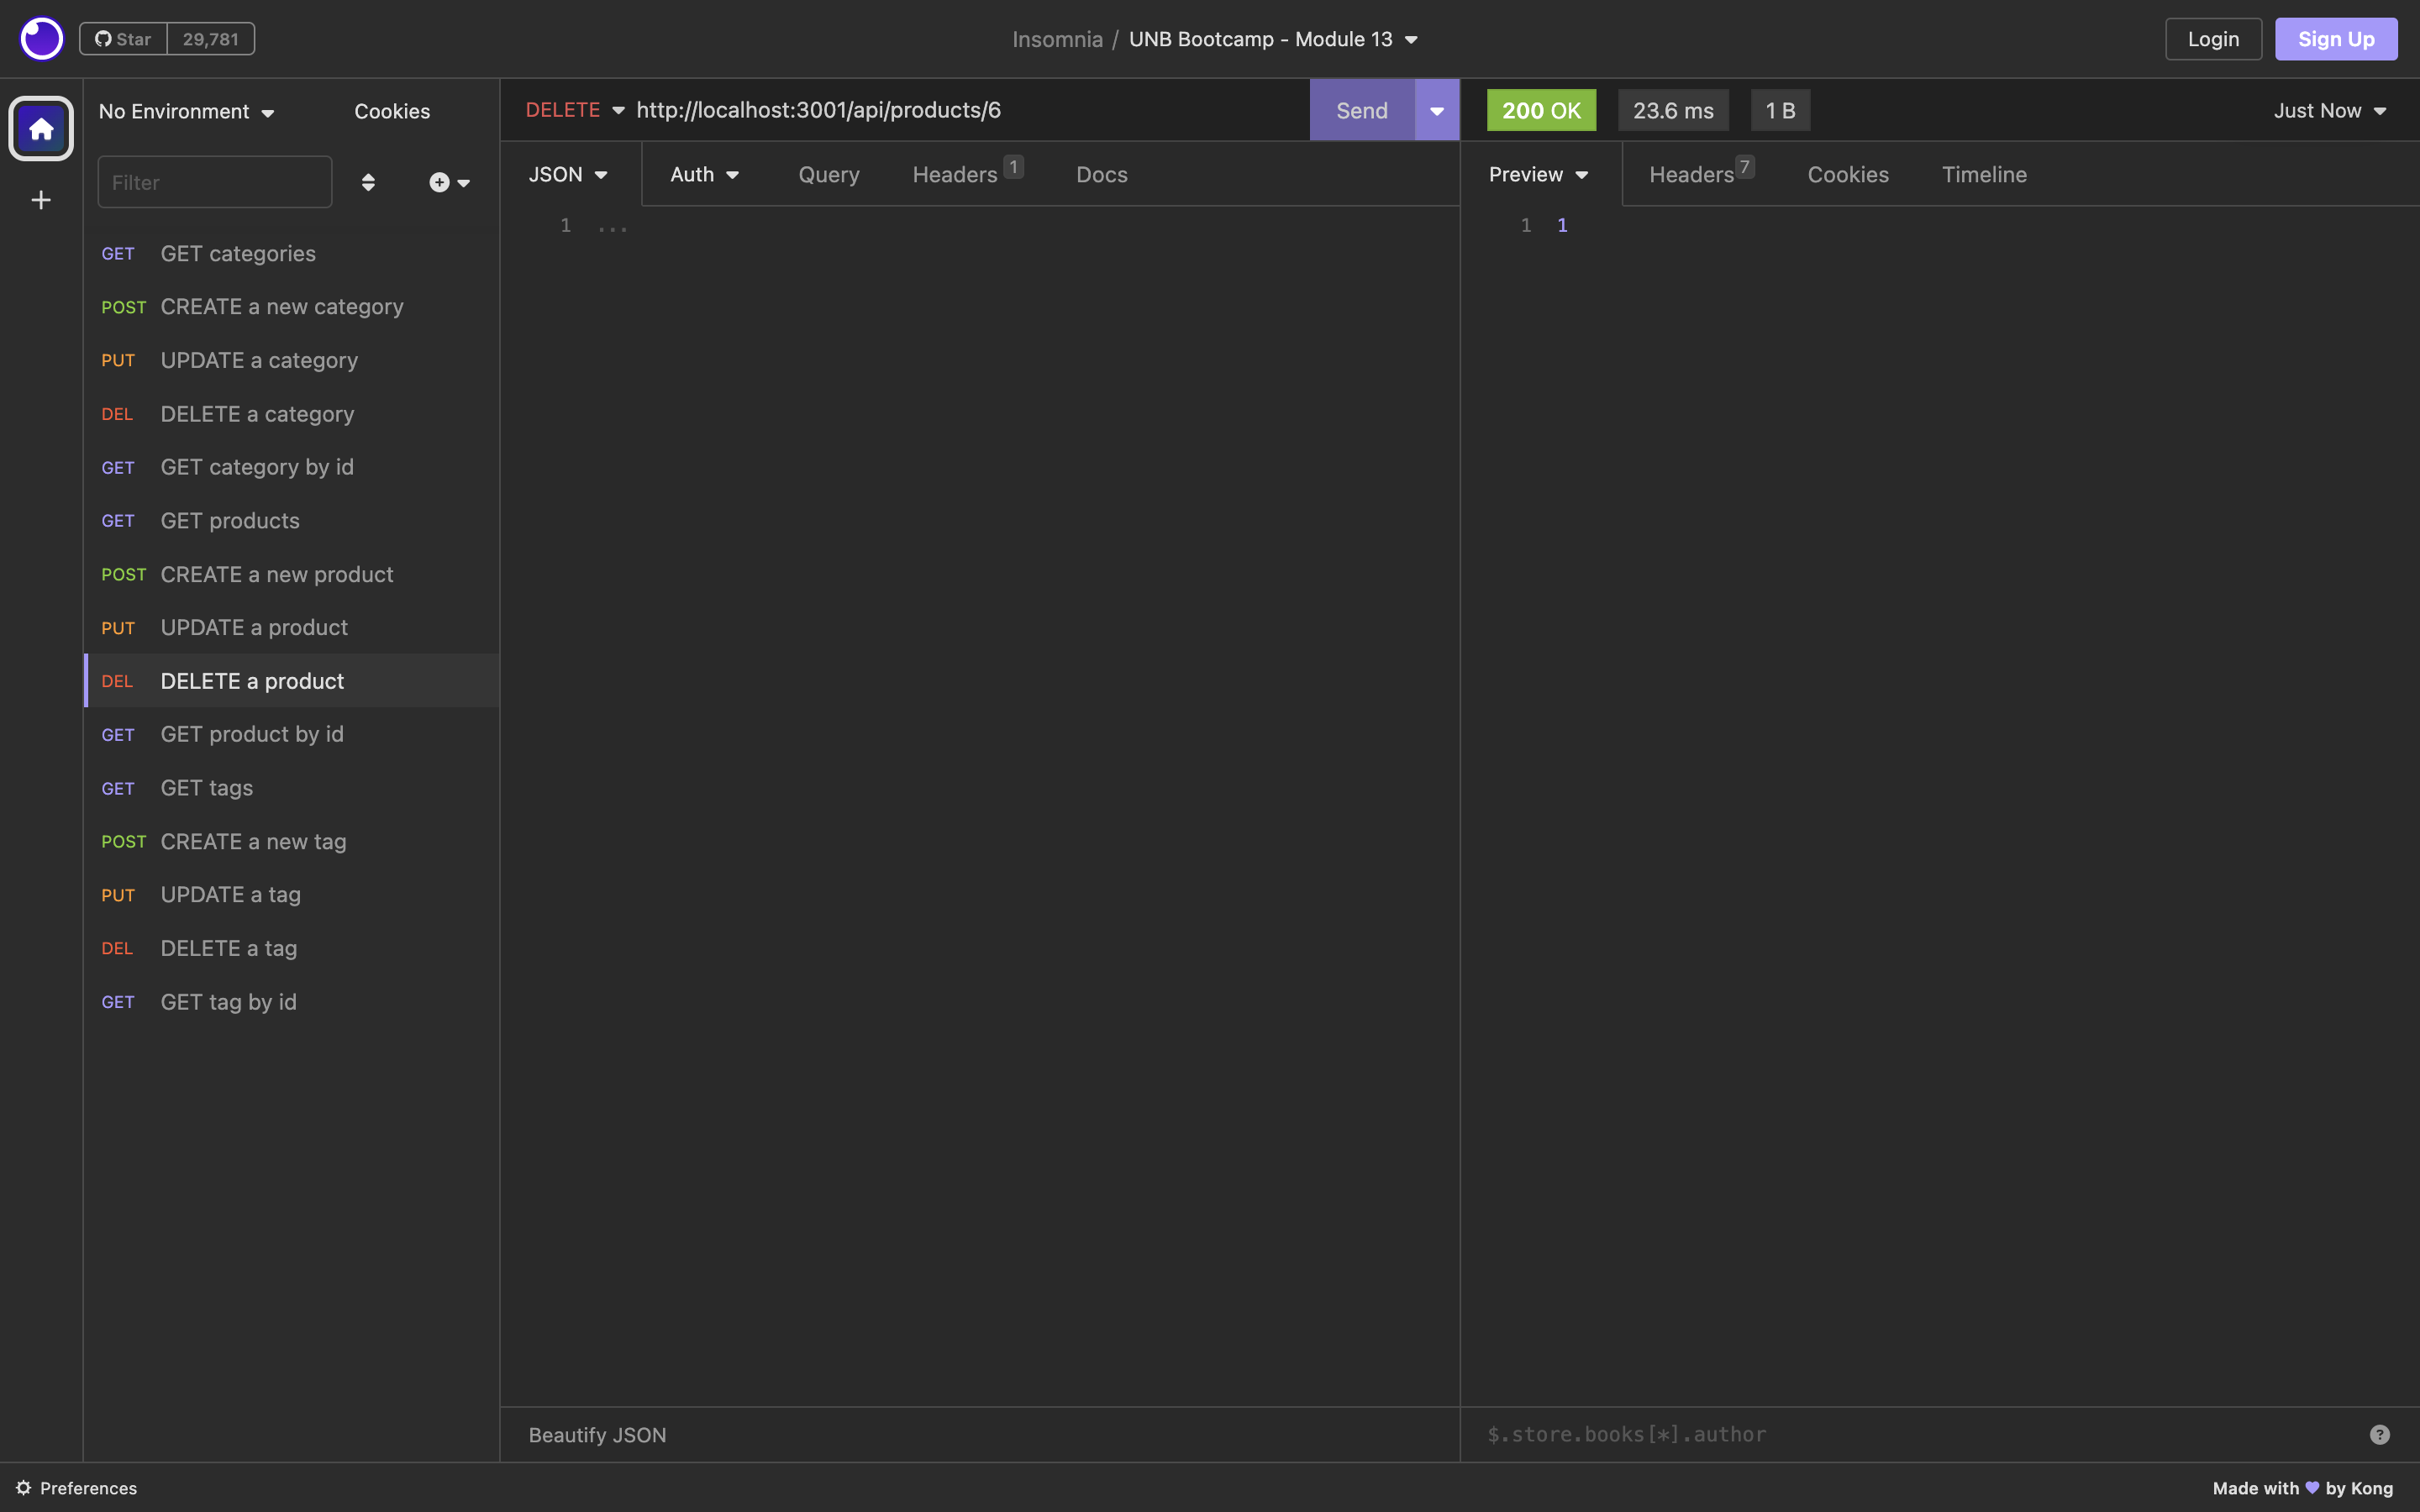 Star 29,781
Insomnia / UNB Bootcamp - Module 13
Login
Sign Up
No Environment
Cookies
Filter
GET GET categories
POST CREATE a new category
PUT UPDATE a category
DEL DELETE a category
GET GET category by id
GET GET products
POST CREATE a new product
PUT UPDATE a product
DEL DELETE a product
GET GET product by id
GET GET tags
POST CREATE a new tag
PUT UPDATE a tag
DEL DELETE a tag
GET GET tag by id
DELETE http://localhost:3001/api/products/6
Send
JSON Auth Query Headers 1 Docs
1 ...
Beautify JSON
200 OK 23.6 ms 1 B
Just Now
Preview Headers 7 Cookies Timeline
1 1
$.store.books[*].author
?
Preferences
Made with 💜 by Kong